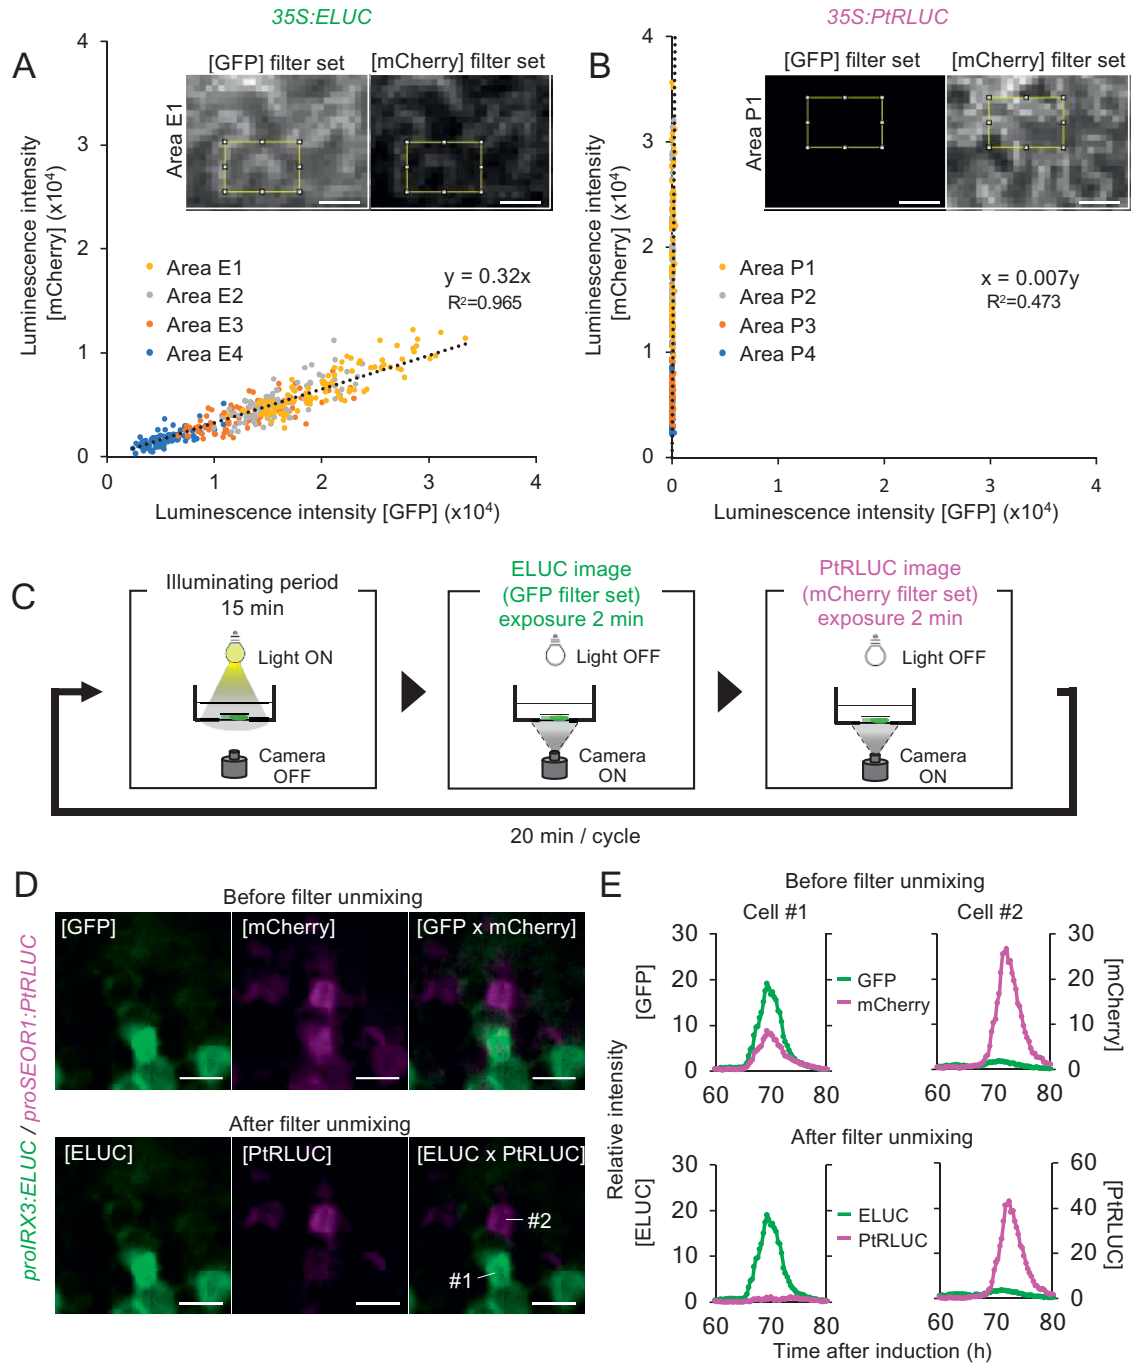 35S:ELUC
35S:PtRLUC
A
[GFP] filter set
[mCherry] filter set
Area E1
4
3
2
1
0
Luminescence intensity
[mCherry] (x10⁴)
Area E1
Area E2
Area E3
Area E4
y = 0.32x
R²=0.965
0
1
2
3
4
Luminescence intensity [GFP] (x10⁴)
B
[GFP] filter set
[mCherry] filter set
Area P1
4
3
2
1
0
Luminescence intensity
[mCherry] (x10⁴)
Area P1
Area P2
Area P3
Area P4
x = 0.007y
R²=0.473
0
1
2
3
4
Luminescence intensity [GFP] (x10⁴)
C
Illuminating period
15 min
Light ON
Camera
OFF
ELUC image
(GFP filter set)
exposure 2 min
Light OFF
Camera
ON
PtRLUC image
(mCherry filter set)
exposure 2 min
Light OFF
Camera
ON
20 min / cycle
D
proIRX3:ELUC / proSEOR1:PtRLUC
Before filter unmixing
[GFP]
[mCherry]
[GFP x mCherry]
After filter unmixing
[ELUC]
[PtRLUC]
[ELUC x PtRLUC]
#2
#1
E
Before filter unmixing
Cell #1
Cell #2
Relative intensity
[GFP]
30
20
10
0
60
70
80
GFP
mCherry
30
20
10
0
60
70
80
[mCherry]
After filter unmixing
[ELUC]
30
20
10
0
60
70
80
ELUC
PtRLUC
60
40
20
0
60
70
80
[PtRLUC]
Time after induction (h)